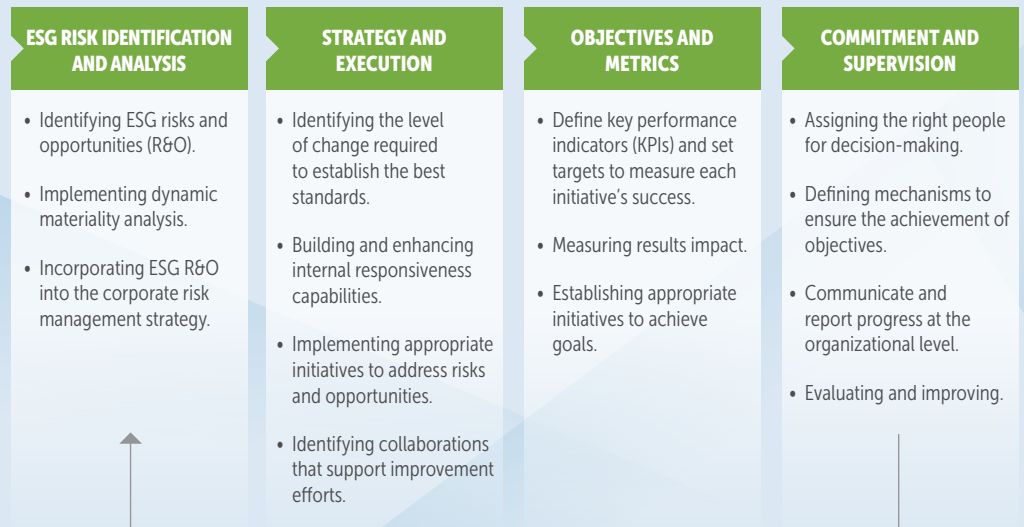 ESG RISK IDENTIFICATION
AND ANALYSIS
• Identifying ESG risks and
opportunities (R&O).
• Implementing dynamic
materiality analysis.
• Incorporating ESG R&O
into the corporate risk
management strategy.
STRATEGY AND
EXECUTION
• Identifying the level
of change required
to establish the best
standards.
• Building and enhancing
internal responsiveness
capabilities.
• Implementing appropriate
initiatives to address risks
and opportunities.
• Identifying collaborations
that support improvement
efforts.
OBJECTIVES AND
METRICS
• Define key performance
indicators (KPIs) and set
targets to measure each
initiative’s success.
• Measuring results impact.
• Establishing appropriate
initiatives to achieve
goals.
COMMITMENT AND
SUPERVISION
• Assigning the right people
for decision-making.
• Defining mechanisms to
ensure the achievement of
objectives.
• Communicate and
report progress at the
organizational level.
• Evaluating and improving.